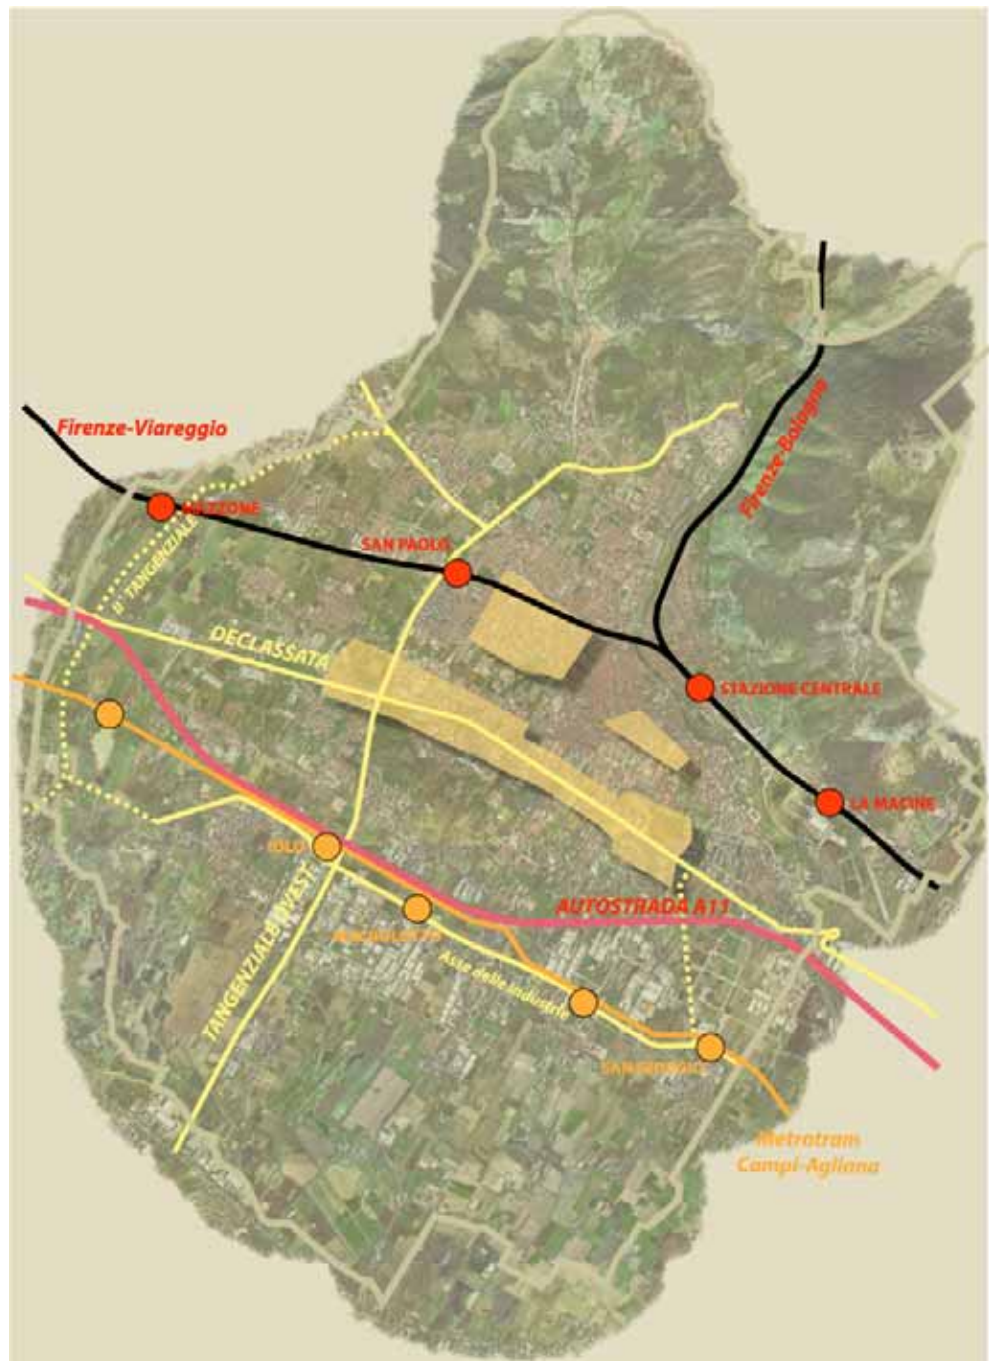 Firenze-Viareggio
Firenze-Bologna
MAZZONE
SAN PAOLO
II° TANGENZIALE
DECLASSATA
STAZIONE CENTRALE
LA MACINE
IOLO
TANGENZIALE OVEST
AUTOSTRADA A11
Asse delle industrie
Metrotram
Campi-Agliana